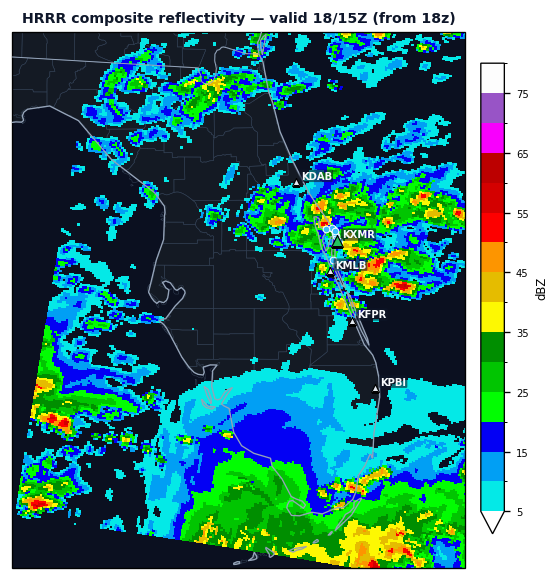 HRRR composite reflectivity — valid 18/15Z (from 18z)
KDAB
KXMR
KMLB
KFPR
KPBI
75
65
55
45
35
25
15
5
dBZ